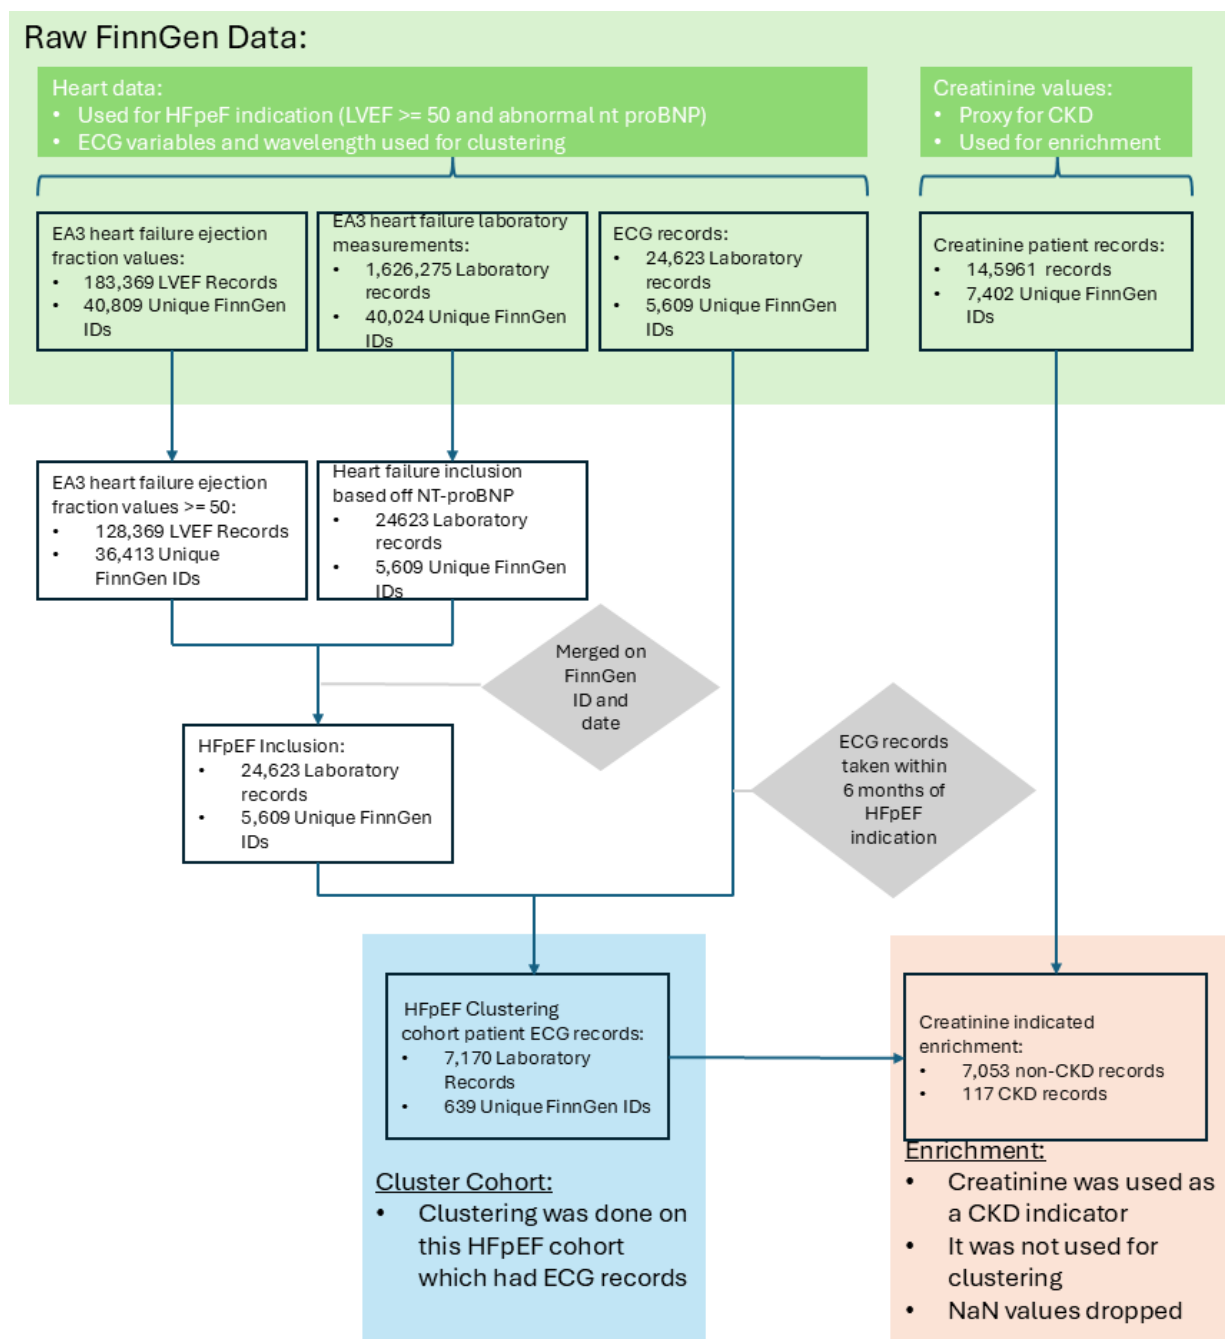 Raw FinnGen Data:
Heart data:
• Used for HFpeF indication (LVEF >= 50 and abnormal nt proBNP)
• ECG variables and wavelength used for clustering
Creatinine values:
• Proxy for CKD
• Used for enrichment
EA3 heart failure ejection
fraction values:
• 183,369 LVEF Records
• 40,809 Unique FinnGen
IDs
EA3 heart failure laboratory
measurements:
• 1,626,275 Laboratory
records
• 40,024 Unique FinnGen
IDs
ECG records:
• 24,623 Laboratory
records
• 5,609 Unique FinnGen
IDs
Creatinine patient records:
• 14,5961 records
• 7,402 Unique FinnGen
IDs
EA3 heart failure ejection
fraction values >= 50:
• 128,369 LVEF Records
• 36,413 Unique
FinnGen IDs
Heart failure inclusion
based off NT-proBNP
• 24623 Laboratory
records
• 5,609 Unique FinnGen
IDs
Merged on
FinnGen
ID and
date
HFpEF Inclusion:
• 24,623 Laboratory
records
• 5,609 Unique FinnGen
IDs
ECG records
taken within
6 months of
HFpEF
indication
HFpEF Clustering
cohort patient ECG records:
• 7,170 Laboratory
Records
• 639 Unique FinnGen IDs
Creatinine indicated
enrichment:
• 7,053 non-CKD records
• 117 CKD records
Cluster Cohort:
• Clustering was done on
this HFpEF cohort
which had ECG records
Enrichment:
• Creatinine was used as
a CKD indicator
• It was not used for
clustering
• NaN values dropped